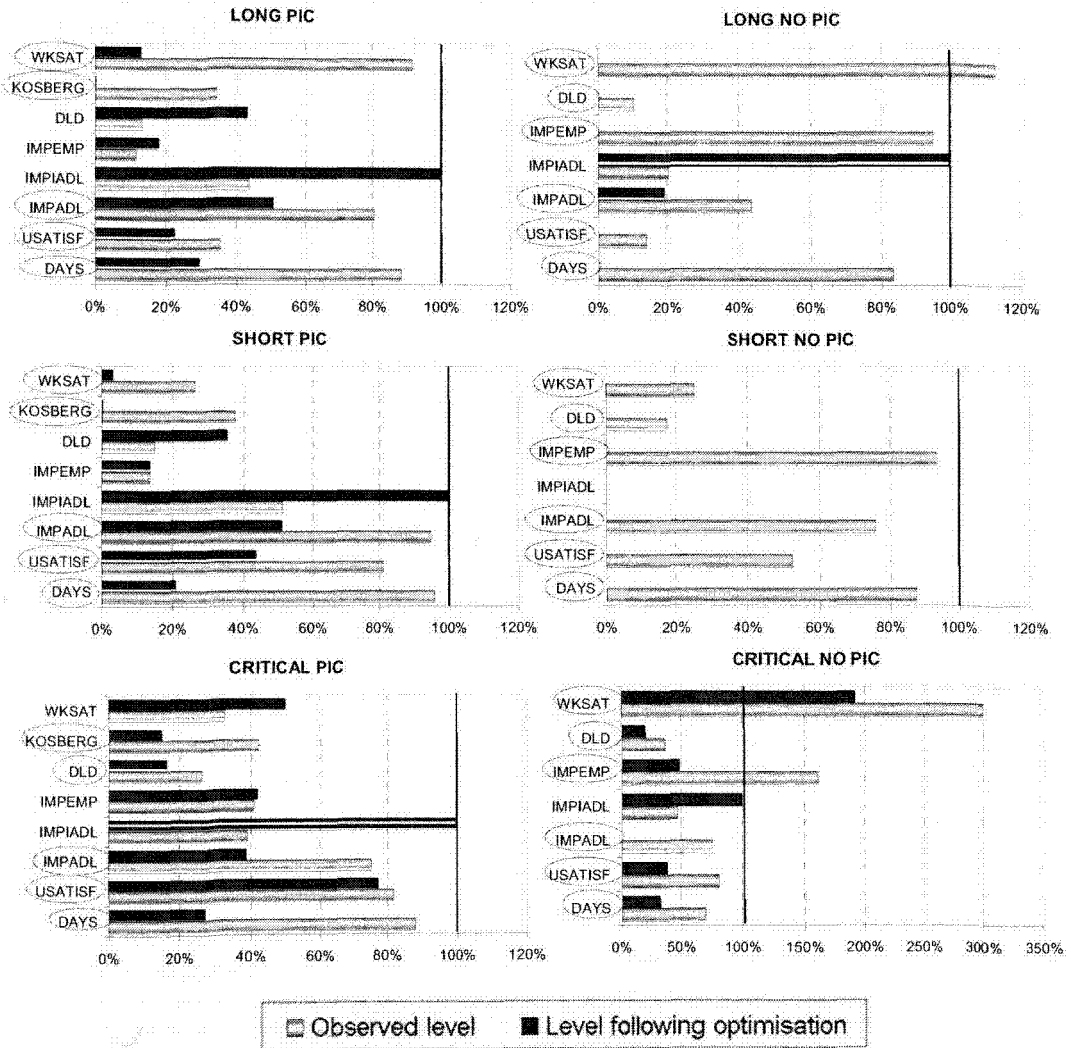 LONG PIC
WKSAT
KOSBERG
DLD
IMPEMP
IMPIADL
IMPADL
USATISF
DAYS
0% 20% 40% 60% 80% 100% 120%
LONG NO PIC
WKSAT
DLD
IMPEMP
IMPIADL
IMPADL
USATISF
DAYS
0% 20% 40% 60% 80% 100% 120%
SHORT PIC
WKSAT
KOSBERG
DLD
IMPEMP
IMPIADL
IMPADL
USATISF
DAYS
0% 20% 40% 60% 80% 100% 120%
SHORT NO PIC
WKSAT
DLD
IMPEMP
IMPIADL
IMPADL
USATISF
DAYS
0% 20% 40% 60% 80% 100% 120%
CRITICAL PIC
WKSAT
KOSBERG
DLD
IMPEMP
IMPIADL
IMPADL
USATISF
DAYS
0% 20% 40% 60% 80% 100% 120%
CRITICAL NO PIC
WKSAT
DLD
IMPEMP
IMPIADL
IMPADL
USATISF
DAYS
0% 50% 100% 150% 200% 250% 300% 350%
Observed level Level following optimisation